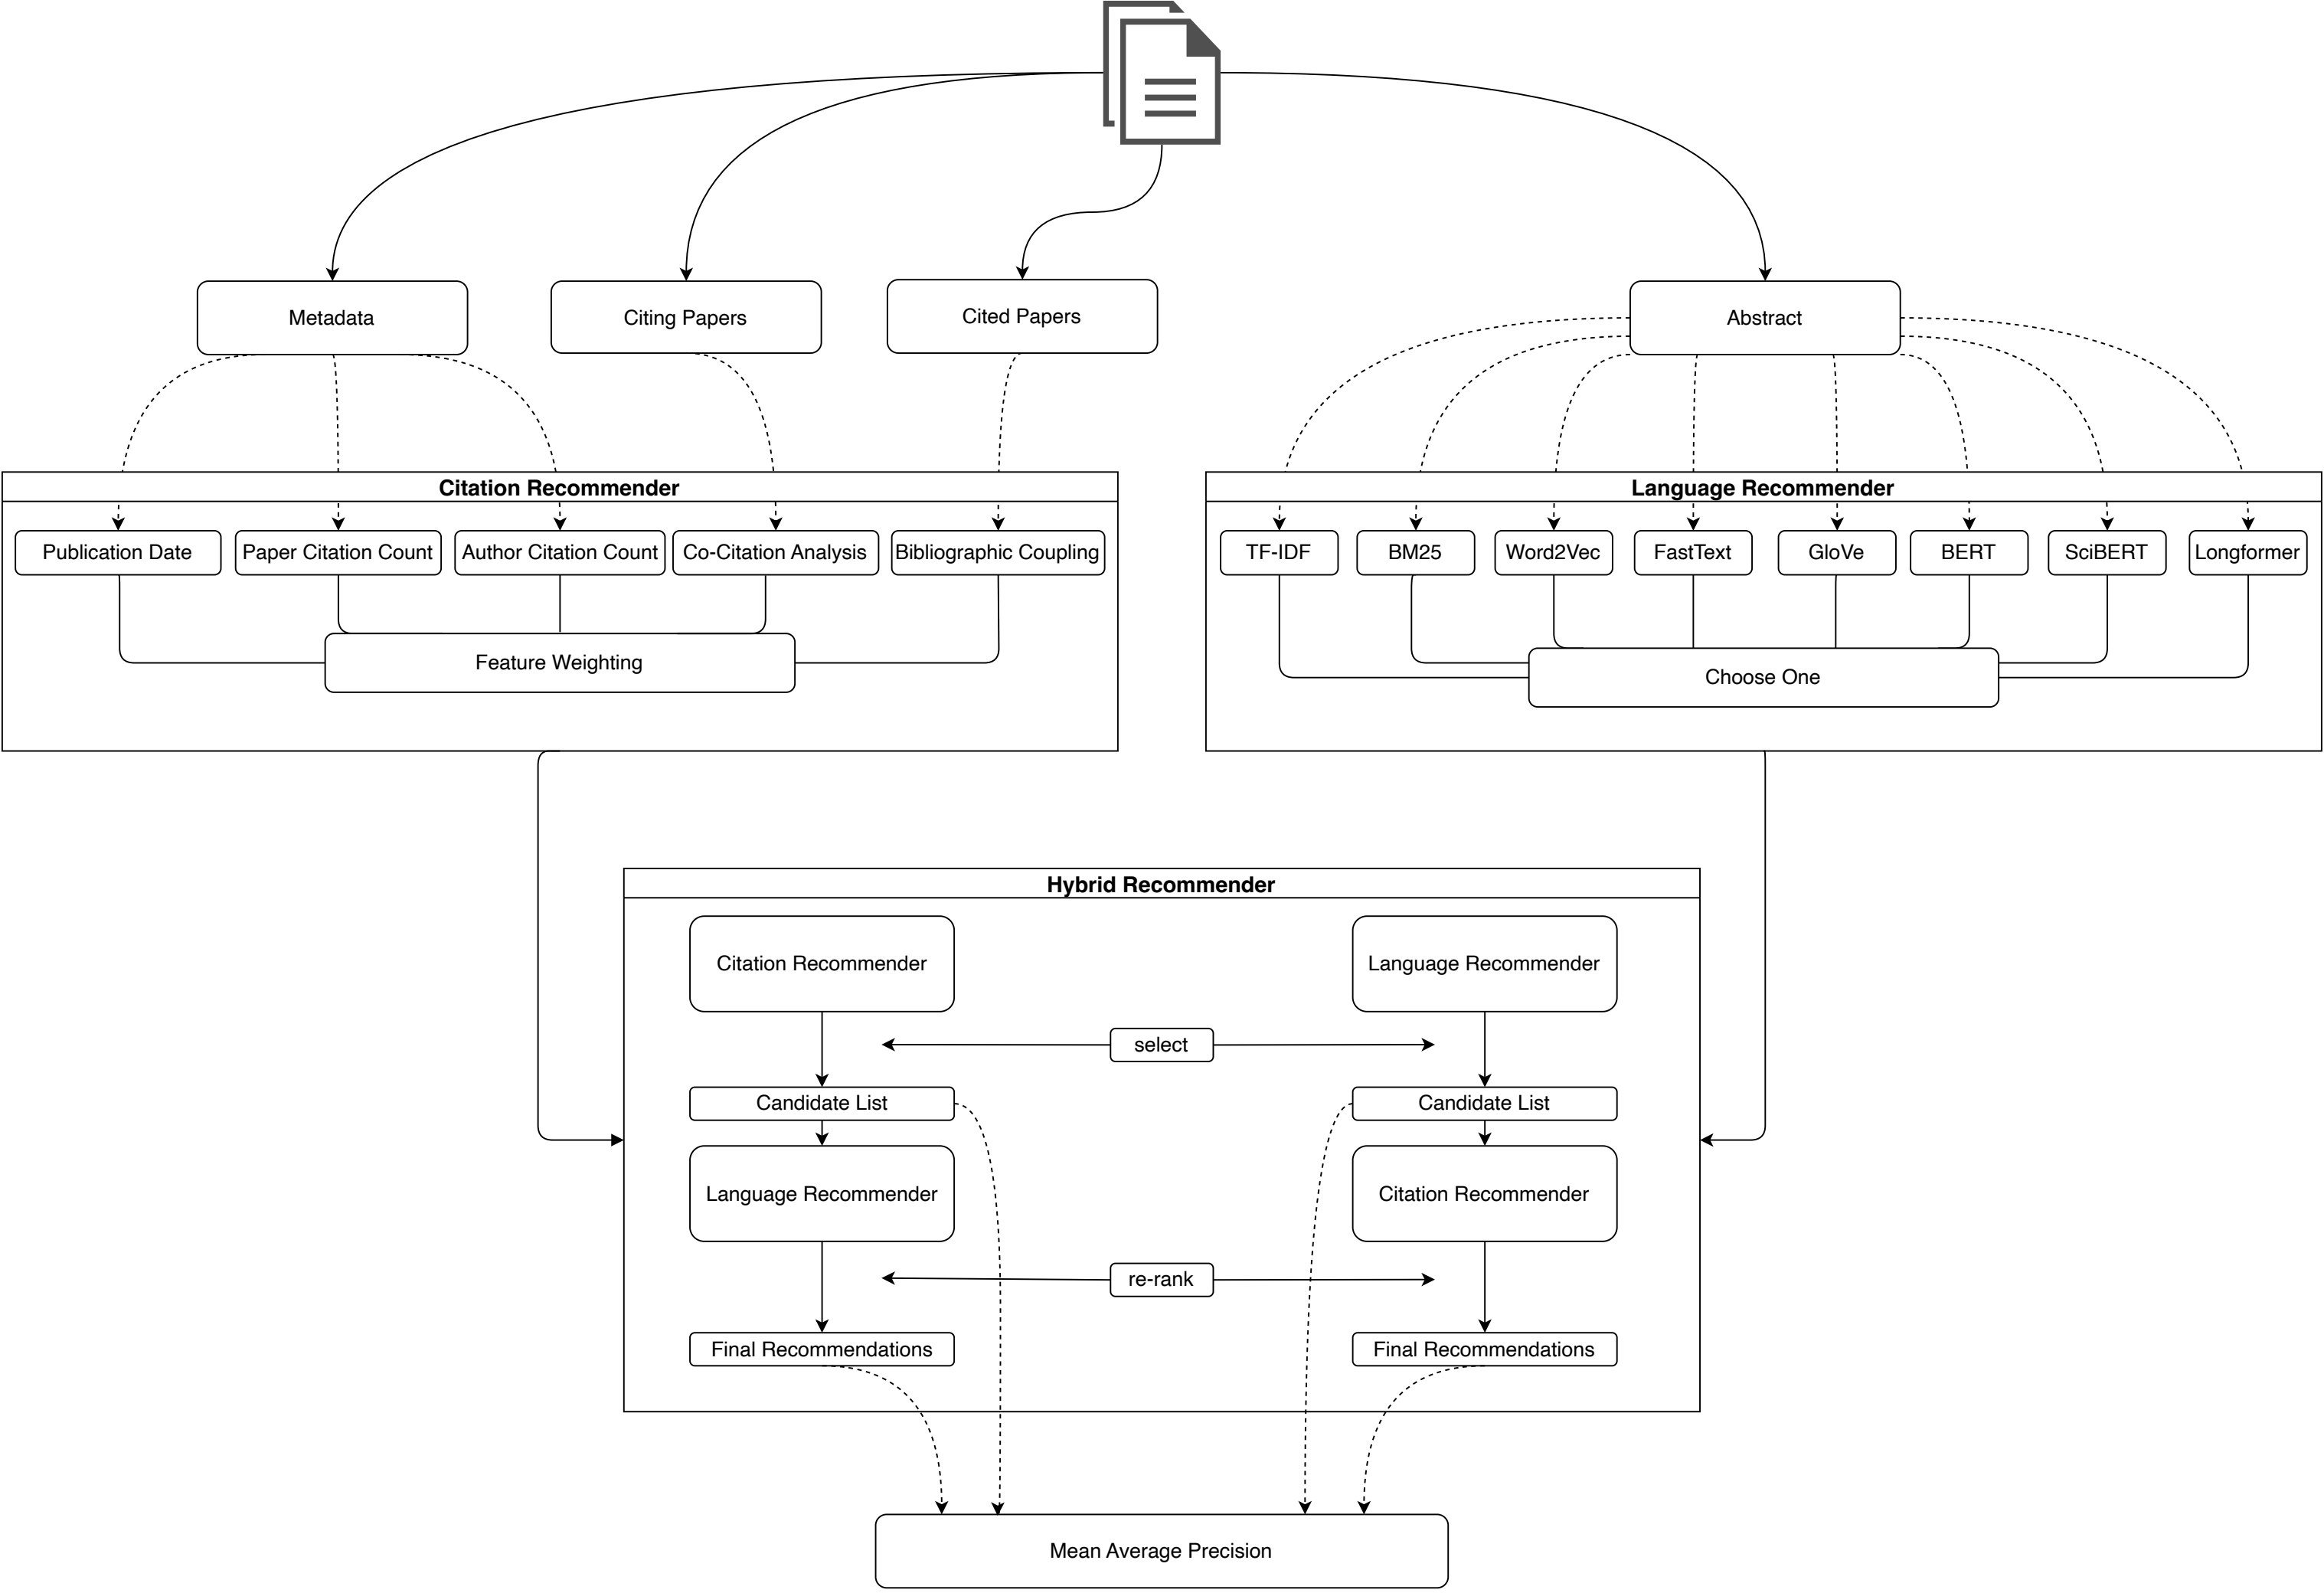 Metadata
Citing Papers
Cited Papers
Abstract
Citation Recommender
Publication Date
Paper Citation Count
Author Citation Count
Co-Citation Analysis
Bibliographic Coupling
Feature Weighting
Language Recommender
TF-IDF
BM25
Word2Vec
FastText
GloVe
BERT
SciBERT
Longformer
Choose One
Hybrid Recommender
Citation Recommender
Language Recommender
select
Candidate List
Candidate List
Language Recommender
Citation Recommender
re-rank
Final Recommendations
Final Recommendations
Mean Average Precision